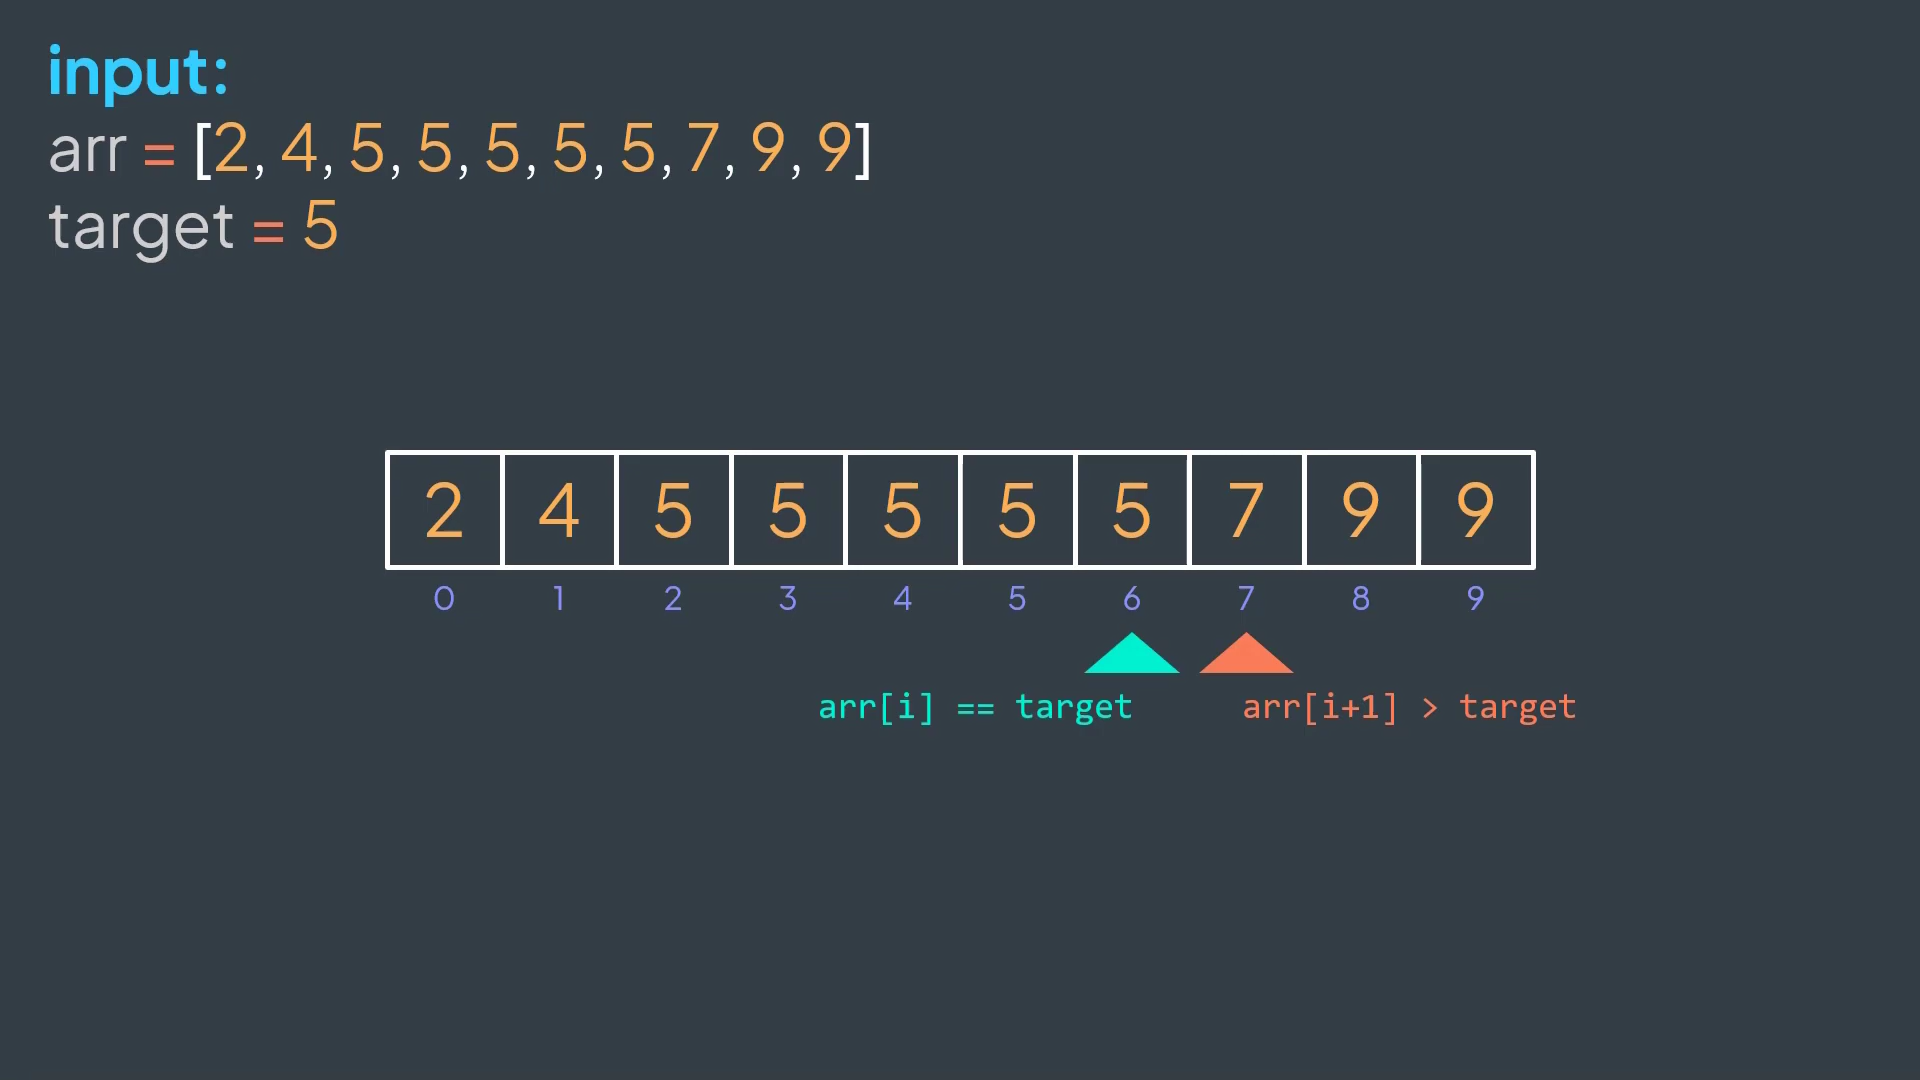 input:
arr = [2, 4, 5, 5, 5, 5, 5, 7, 9, 9]
target = 5
2 4 5 5 5 5 5 7 9 9
0 1 2 3 4 5 6 7 8 9
arr[i] == target arr[i+1] > target